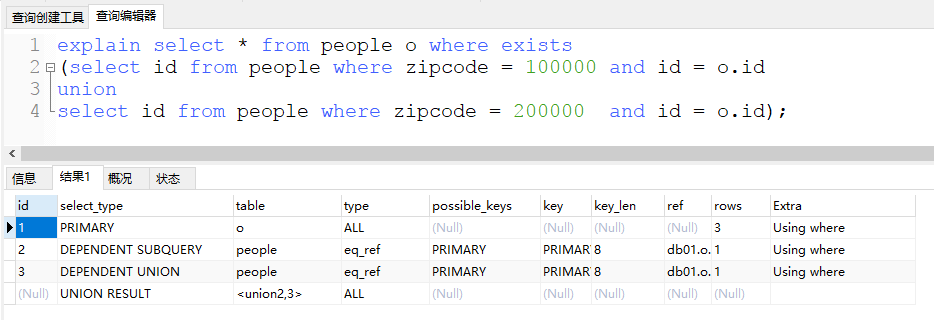 查询创建工具 查询编辑器
1 explain select * from people o where exists
2 (select id from people where zipcode = 100000 and id = o.id
3 union
4 select id from people where zipcode = 200000  and id = o.id);
信息 结果1 概况 状态
id select_type table type possible_keys key key_len ref rows Extra
1 PRIMARY o ALL (Null) (Null) (Null) (Null) 3 Using where
2 DEPENDENT SUBQUERY people eq_ref PRIMARY PRIMAR 8 db01.o. 1 Using where
3 DEPENDENT UNION people eq_ref PRIMARY PRIMAR 8 db01.o. 1 Using where
(Null) UNION RESULT <union2,3> ALL (Null) (Null) (Null) (Null) (Null)